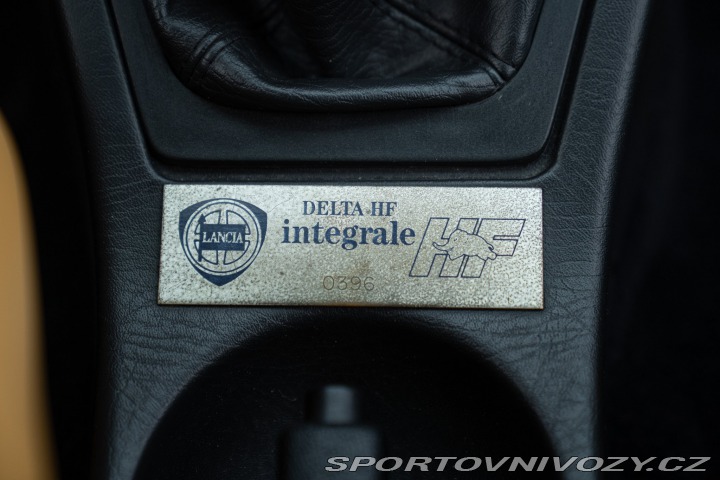 DELTA HF
LANCIA
integrale
HF
0396
SPORTOVNIVOZY.CZ